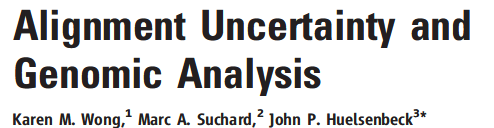 Alignment Uncertainty and
Genomic Analysis
Karen M. Wong,¹ Marc A. Suchard,² John P. Huelsenbeck³*